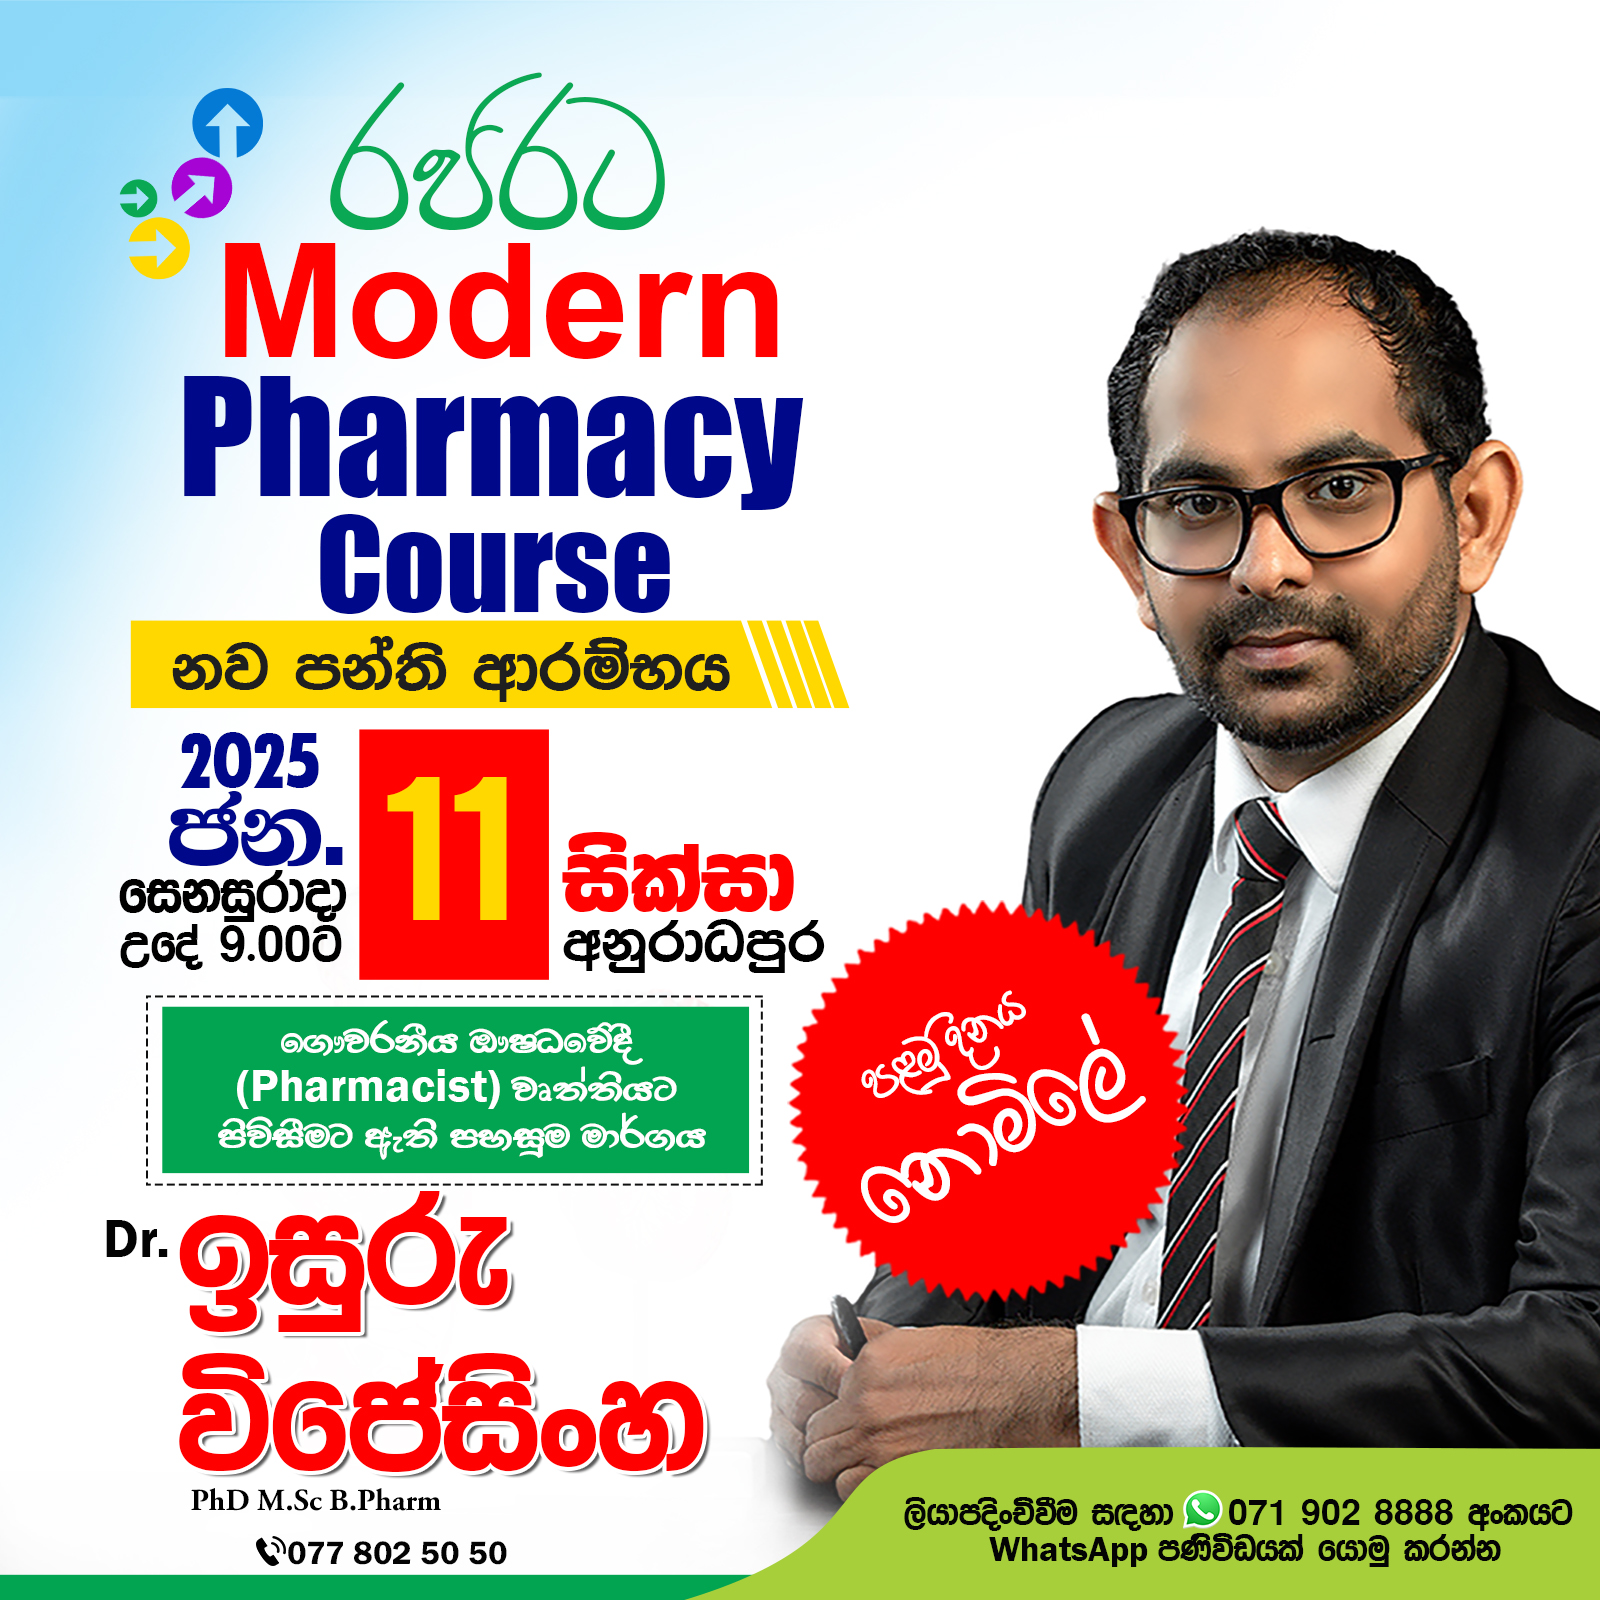 රජරට
Modern
Pharmacy
Course
නව පන්ති ආරම්භය
2025
ජන.
සෙනසුරාදා
උදේ 9.00ට
11
සික්සා
අනුරාධපුර
ගෞවරනීය ඖෂධවේදී
(Pharmacist) වෘත්තියට
පිවිසීමට ඇති පහසුම මාර්ගය
පළමු දිනය
නොමිලේ
Dr. ඉසුරු
විජේසිංහ
PhD M.Sc B.Pharm
077 802 50 50
ලියාපදිංචිවීම සඳහා 071 902 8888 අංකයට
WhatsApp පණිවිඩයක් යොමු කරන්න